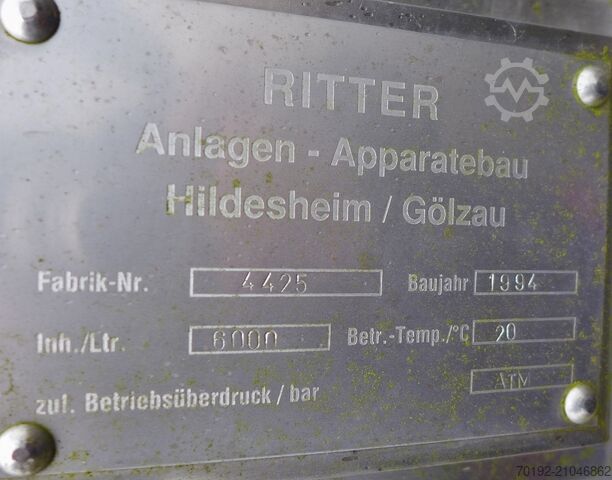 RITTER
Anlagen - Apparatebau
Hildesheim / Gölzau
Fabrik-Nr. 4425 Baujahr 1994
Inh./Ltr. 6000 Betr.-Temp./°C 20
zul. Betriebsüberdruck / bar ATM
70192-21046862